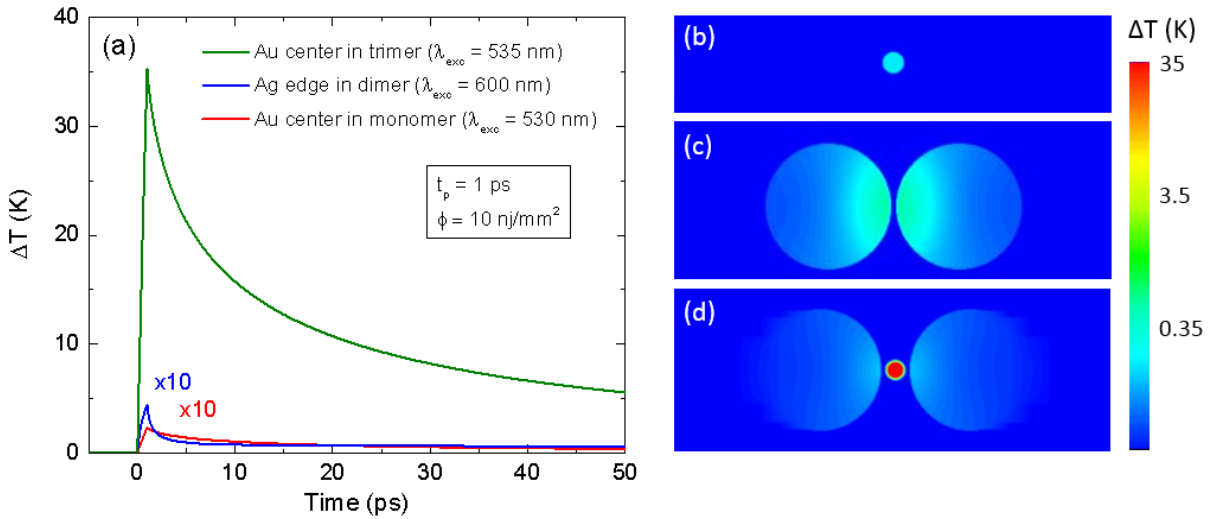 (a)
Au center in trimer (λexc = 535 nm)
Ag edge in dimer (λexc = 600 nm)
Au center in monomer (λexc = 530 nm)
tp = 1 ps
ϕ = 10 nj/mm²
x10
x10
ΔT (K)
40
30
20
10
0
0
10
20
30
40
50
Time (ps)
(b)
(c)
(d)
ΔT (K)
35
3.5
0.35